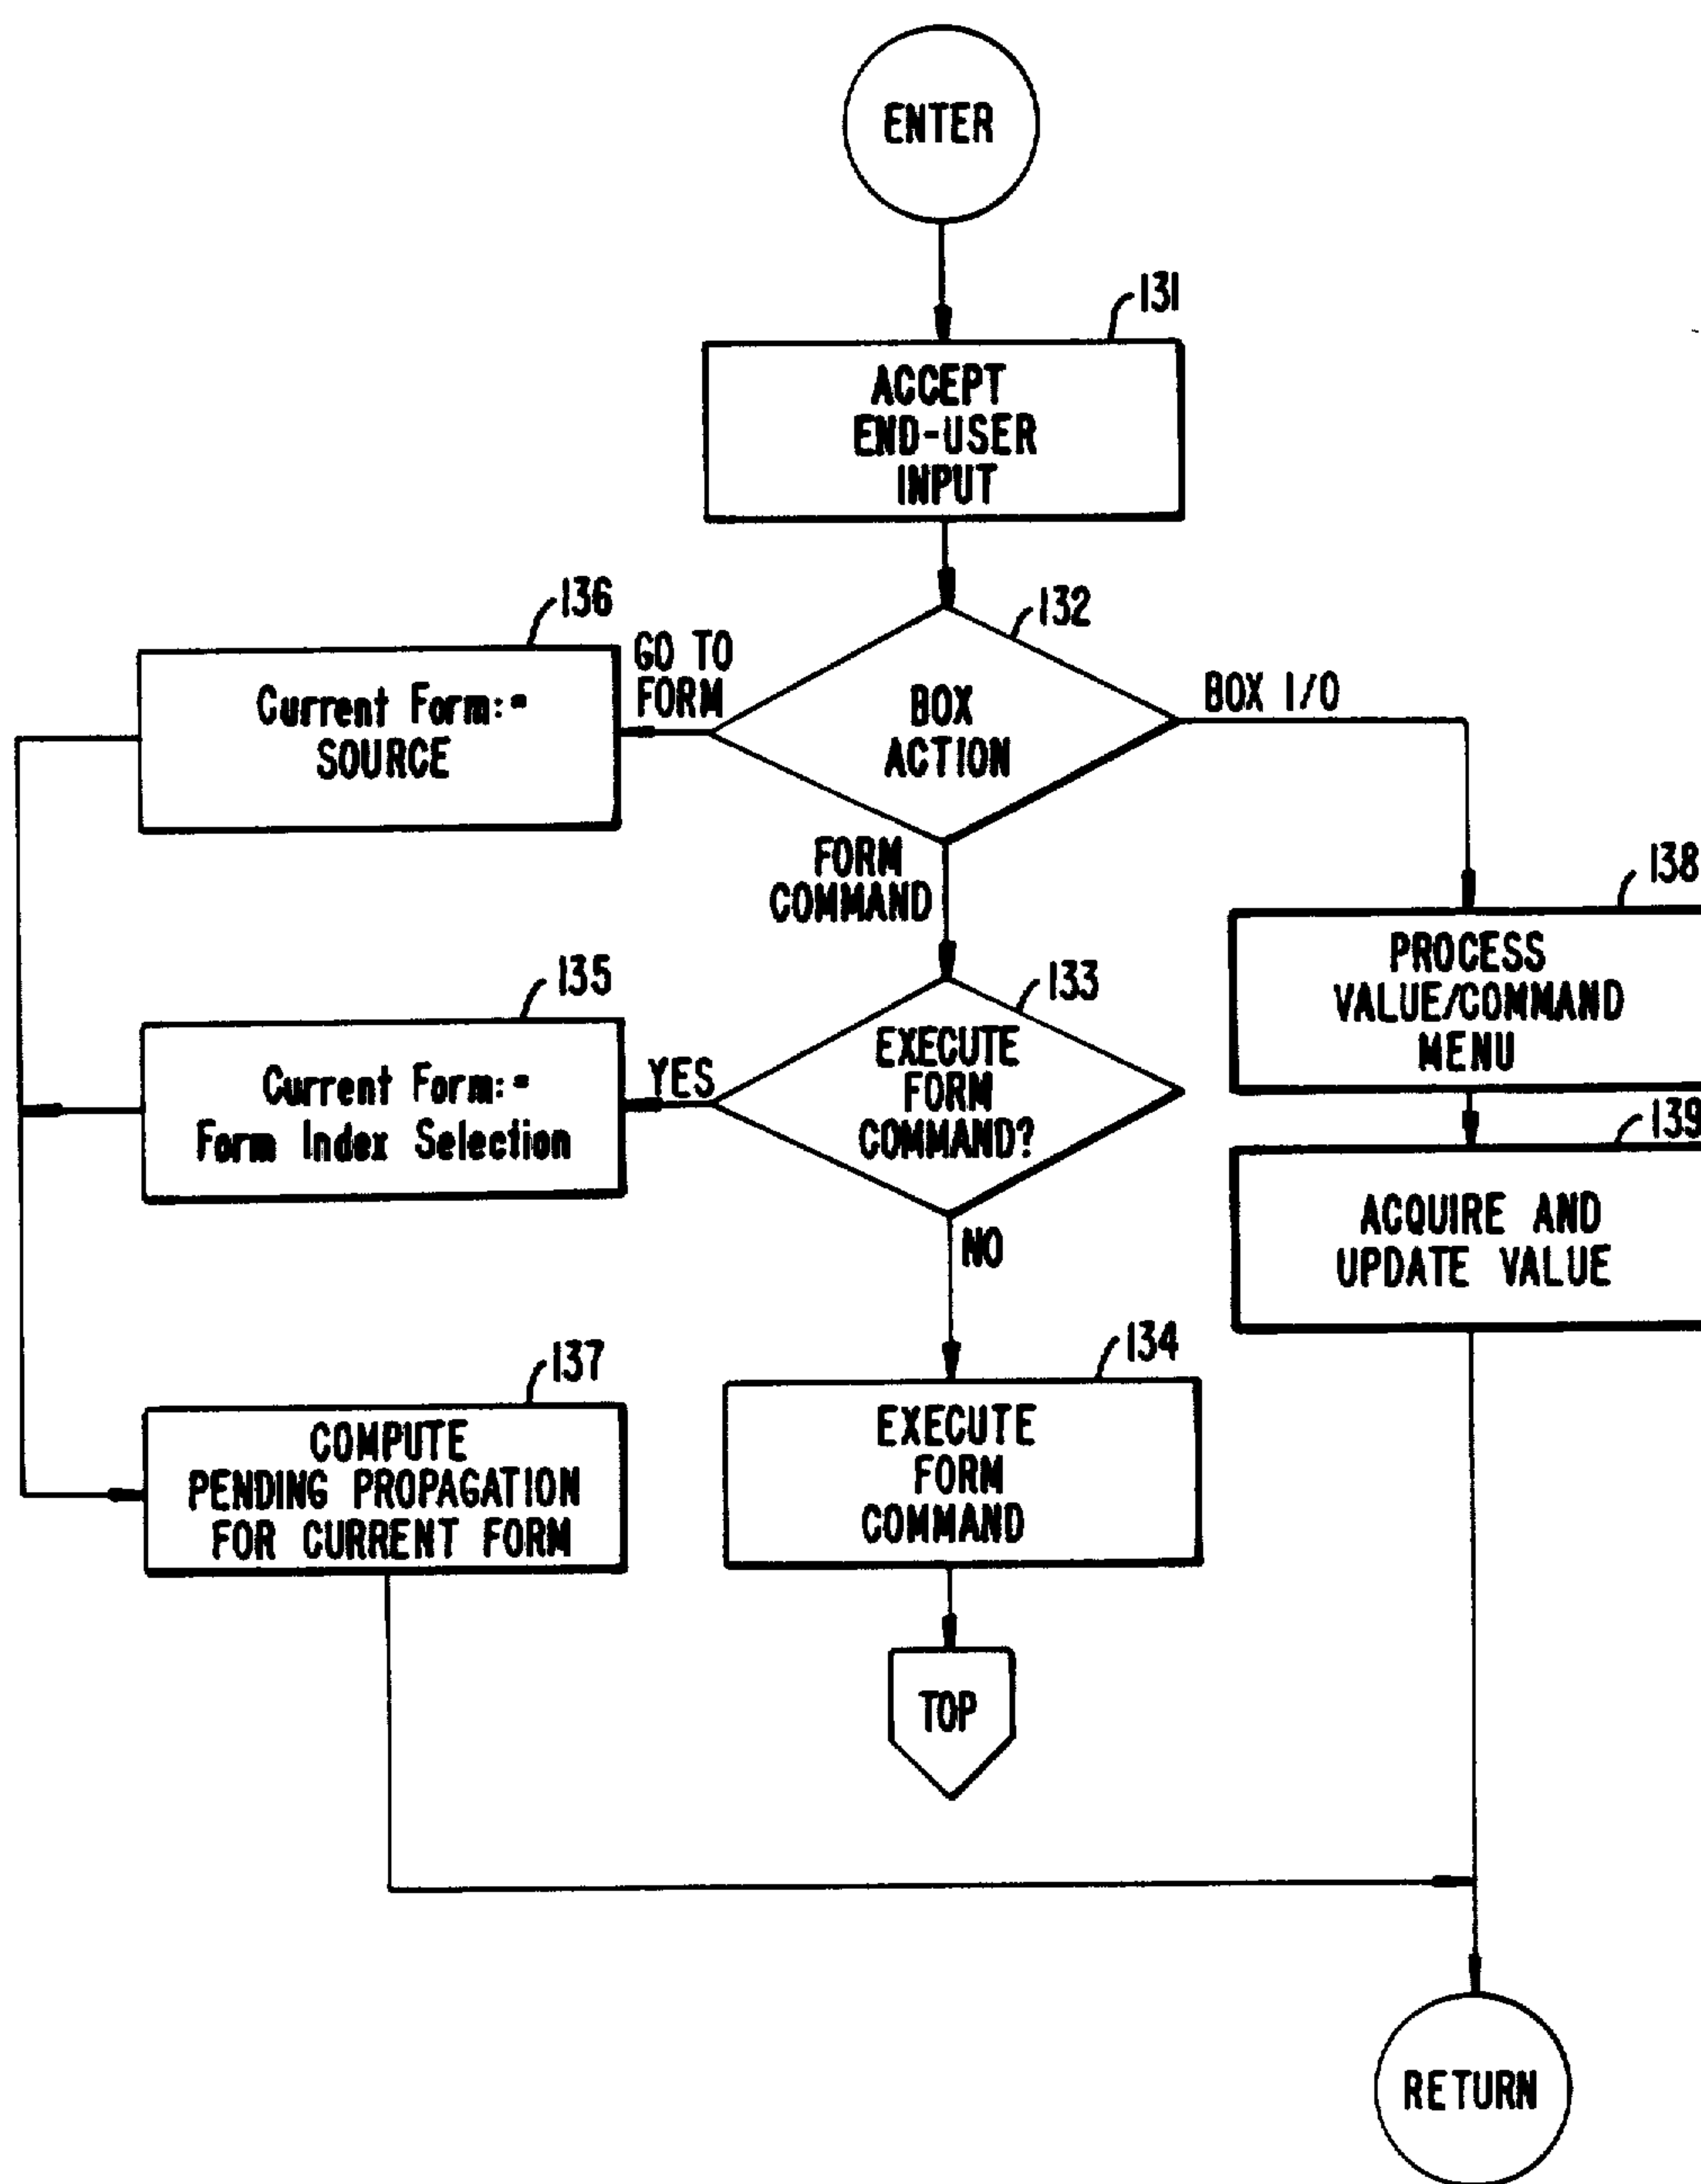 ENTER
131
ACCEPT
END-USER
INPUT
132
BOX
ACTION
GO TO
FORM
136
Current Form:=
SOURCE
BOX I/O
FORM
COMMAND
138
PROCESS
VALUE/COMMAND
MENU
133
EXECUTE
FORM
COMMAND?
YES
135
Current Form:=
Form Index Selection
139
ACQUIRE AND
UPDATE VALUE
NO
134
EXECUTE
FORM
COMMAND
137
COMPUTE
PENDING PROPAGATION
FOR CURRENT FORM
TOP
RETURN